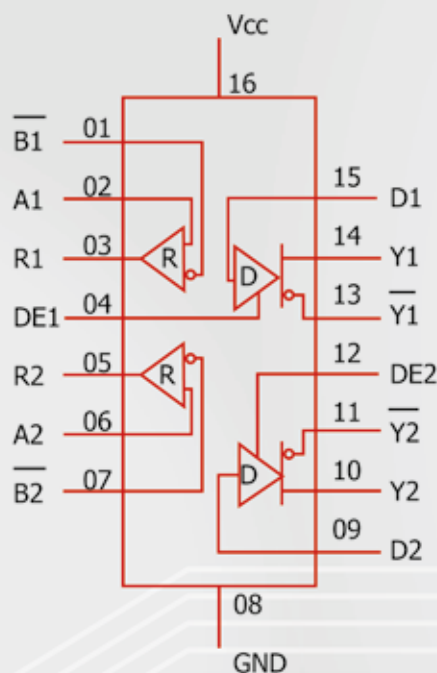 Vcc
16
B1 01
A1 02
R1 03
DE1 04
R2 05
A2 06
B2 07
R
R
D
D
15 D1
14 Y1
13 Y1
12 DE2
11 Y2
10 Y2
09 D2
08
GND